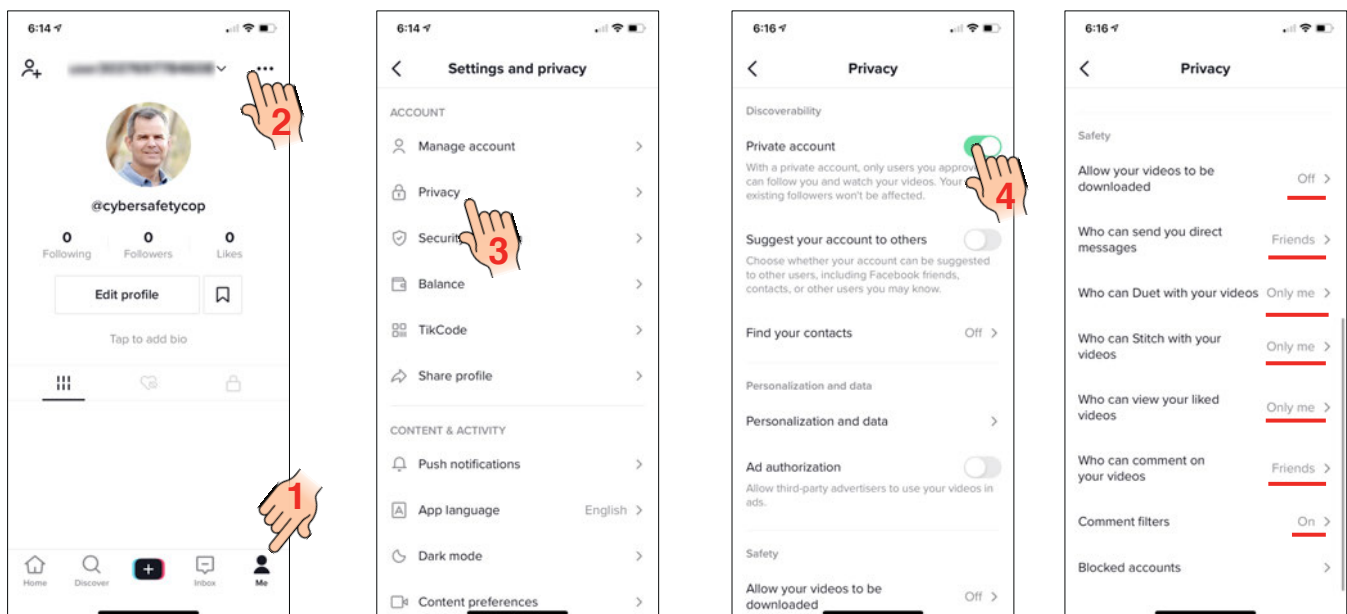 6:14
@cybersafetycop
0 0 0
Following Followers Likes
Edit profile
Tap to add bio
Home Discover Inbox Me
1
2
6:14
Settings and privacy
ACCOUNT
Manage account
Privacy
Security
3
Balance
TikCode
Share profile
CONTENT & ACTIVITY
Push notifications
App language English
Dark mode
Content preferences
6:16
Privacy
Discoverability
Private account
With a private account, only users you approve
can follow you and watch your videos. Your
existing followers won't be affected.
4
Suggest your account to others
Choose whether your account can be suggested
to other users, including Facebook friends,
contacts, or other users you may know.
Find your contacts Off
Personalization and data
Personalization and data
Ad authorization
Allow third-party advertisers to use your videos in
ads.
Safety
Allow your videos to be
downloaded Off
6:16
Privacy
Safety
Allow your videos to be
downloaded Off
Who can send you direct
messages Friends
Who can Duet with your videos Only me
Who can Stitch with your
videos Only me
Who can view your liked
videos Only me
Who can comment on
your videos Friends
Comment filters On
Blocked accounts